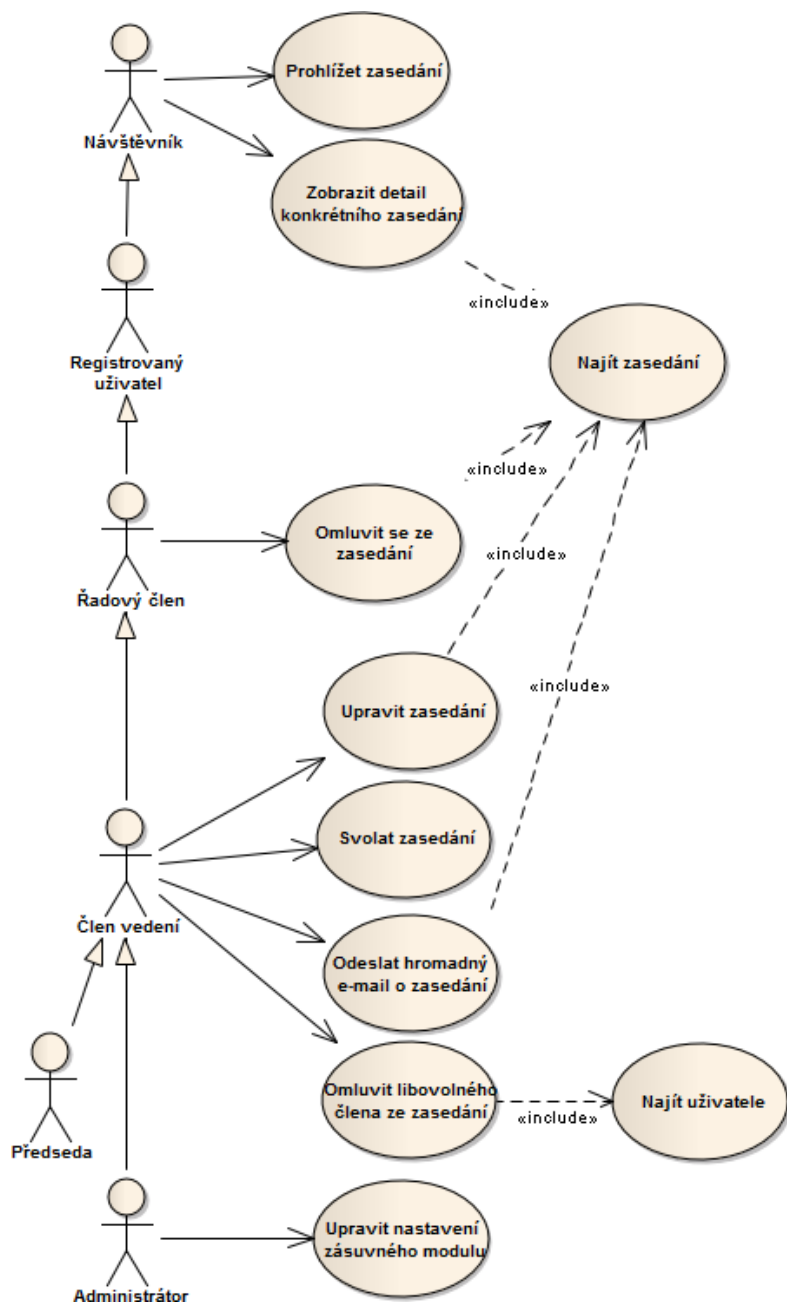 Prohlížet zasedání
Návštěvník
Zobrazit detail
konkrétního zasedání
«include»
Registrovaný
uživatel
Najít zasedání
«include»
Omluvit se ze
zasedání
Řadový člen
«include»
«include»
Upravit zasedání
Svolat zasedání
Člen vedení
Odeslat hromadný
e-mail o zasedání
Omluvit libovolného
člena ze zasedání
«include»
Najít uživatele
Předseda
Upravit nastavení
zásuvného modulu
Administrátor